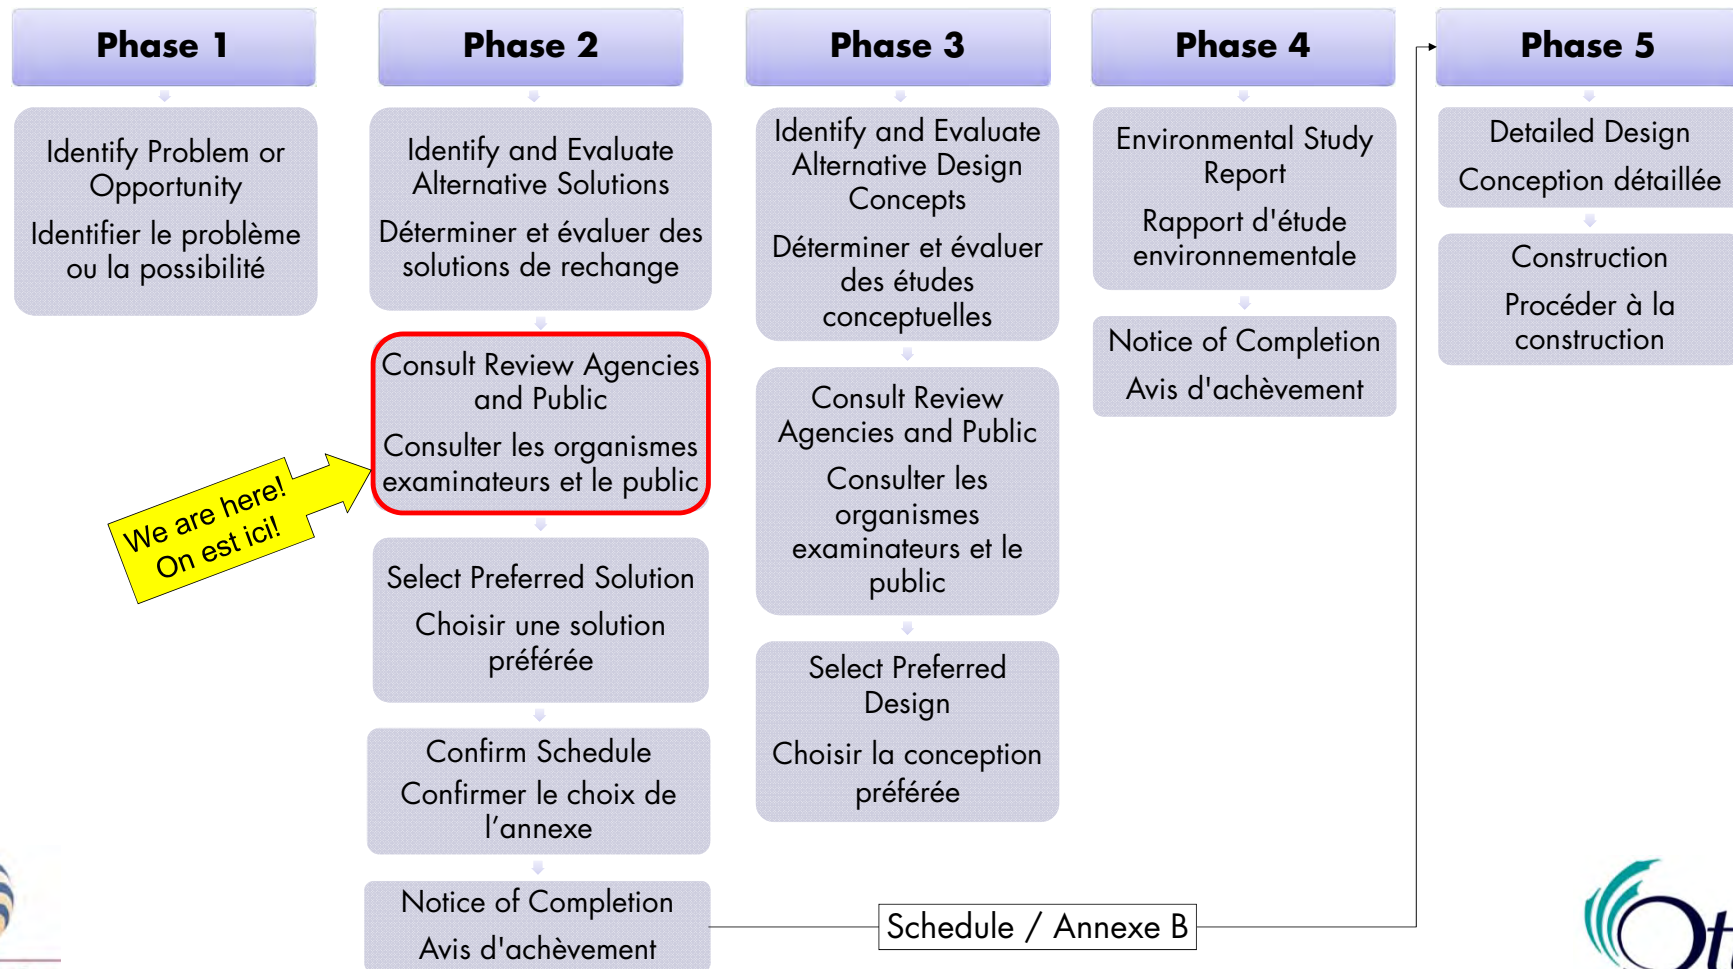 Phase 1
Identify Problem or
Opportunity
Identifier le problème
ou la possibilité
Phase 2
Identify and Evaluate
Alternative Solutions
Déterminer et évaluer des
solutions de rechange
Consult Review Agencies
and Public
Consulter les organismes
examinateurs et le public
We are here!
On est ici!
Select Preferred Solution
Choisir une solution
préférée
Confirm Schedule
Confirmer le choix de
l’annexe
Notice of Completion
Avis d'achèvement
Schedule / Annexe B
Phase 3
Identify and Evaluate
Alternative Design
Concepts
Déterminer et évaluer
des études
conceptuelles
Consult Review
Agencies and Public
Consulter les
organismes
examinateurs et le
public
Select Preferred
Design
Choisir la conception
préférée
Phase 4
Environmental Study
Report
Rapport d'étude
environnementale
Notice of Completion
Avis d'achèvement
Phase 5
Detailed Design
Conception détaillée
Construction
Procéder à la
construction